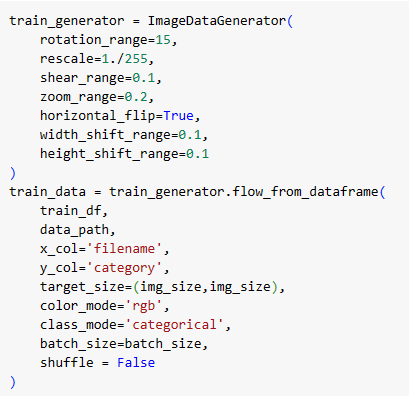 train_generator = ImageDataGenerator(
    rotation_range=15,
    rescale=1./255,
    shear_range=0.1,
    zoom_range=0.2,
    horizontal_flip=True,
    width_shift_range=0.1,
    height_shift_range=0.1
)
train_data = train_generator.flow_from_dataframe(
    train_df,
    data_path,
    x_col='filename',
    y_col='category',
    target_size=(img_size,img_size),
    color_mode='rgb',
    class_mode='categorical',
    batch_size=batch_size,
    shuffle = False
)